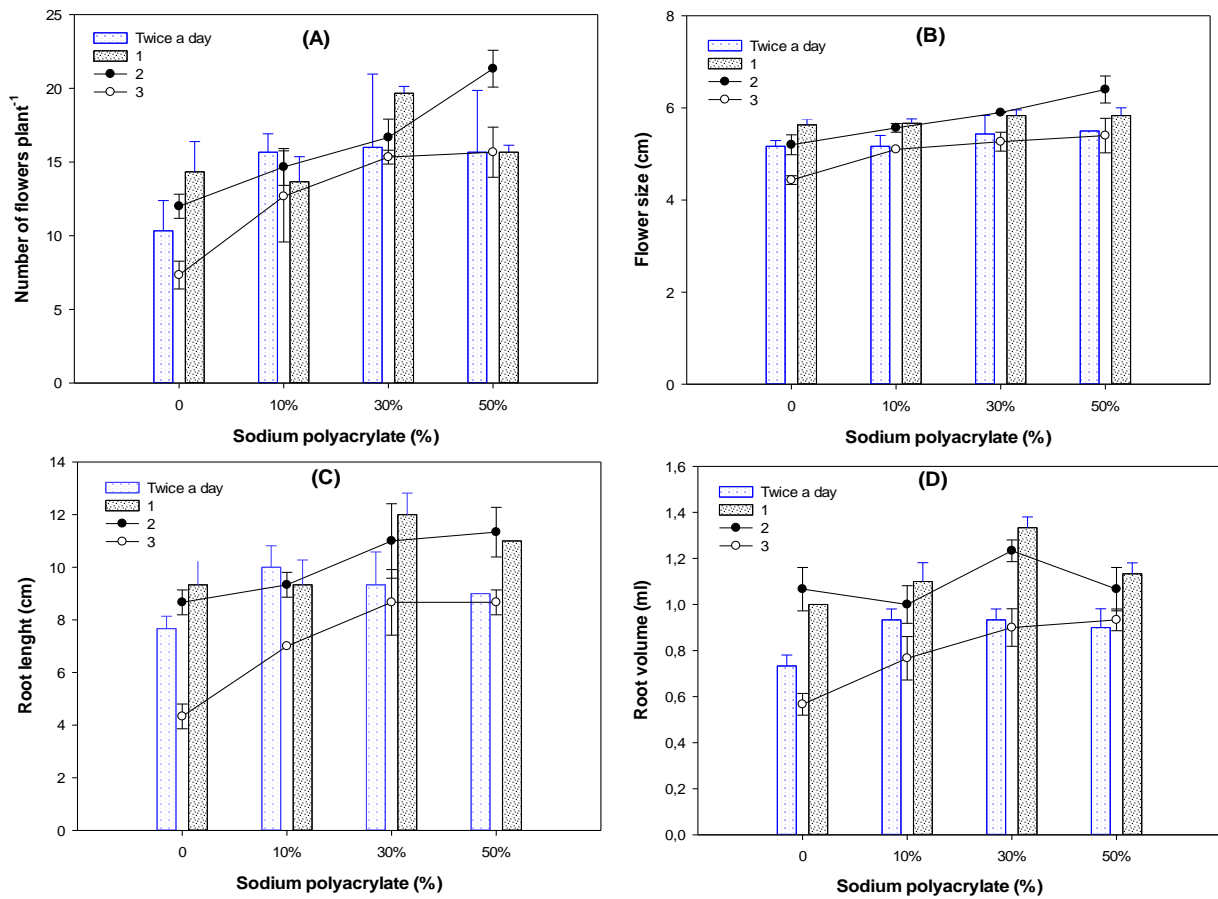 (A)
Twice a day
1
2
3
Number of flowers plant-1
25
20
15
10
5
0
0 10% 30% 50%
Sodium polyacrylate (%)
(B)
Twice a day
1
2
3
Flower size (cm)
8
6
4
2
0
0 10% 30% 50%
Sodium polyacrylate (%)
(C)
Twice a day
1
2
3
Root lenght (cm)
14
12
10
8
6
4
2
0
0 10% 30% 50%
Sodium polyacrylate (%)
(D)
Twice a day
1
2
3
Root volume (ml)
1,6
1,4
1,2
1,0
0,8
0,6
0,4
0,2
0,0
0 10% 30% 50%
Sodium polyacrylate (%)